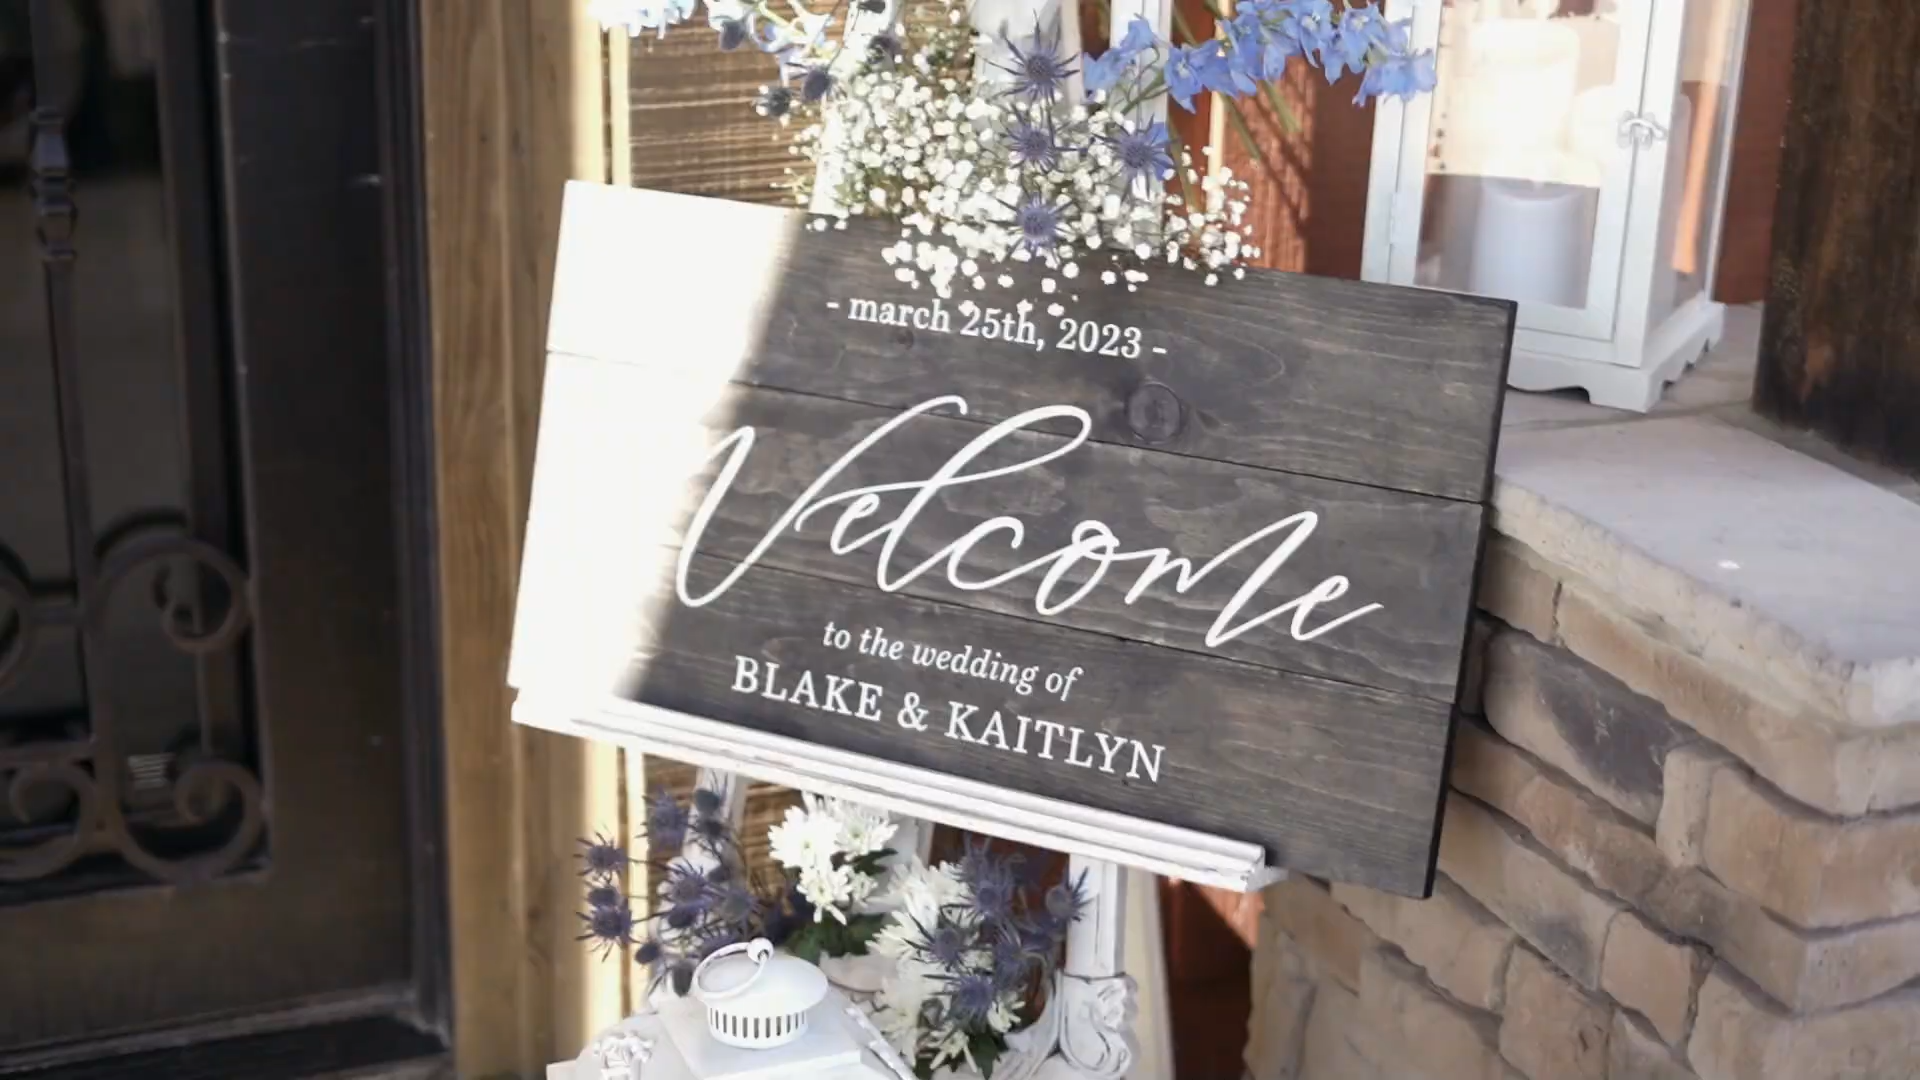 - march 25th, 2023 -
Welcome
to the wedding of
BLAKE & KAITLYN